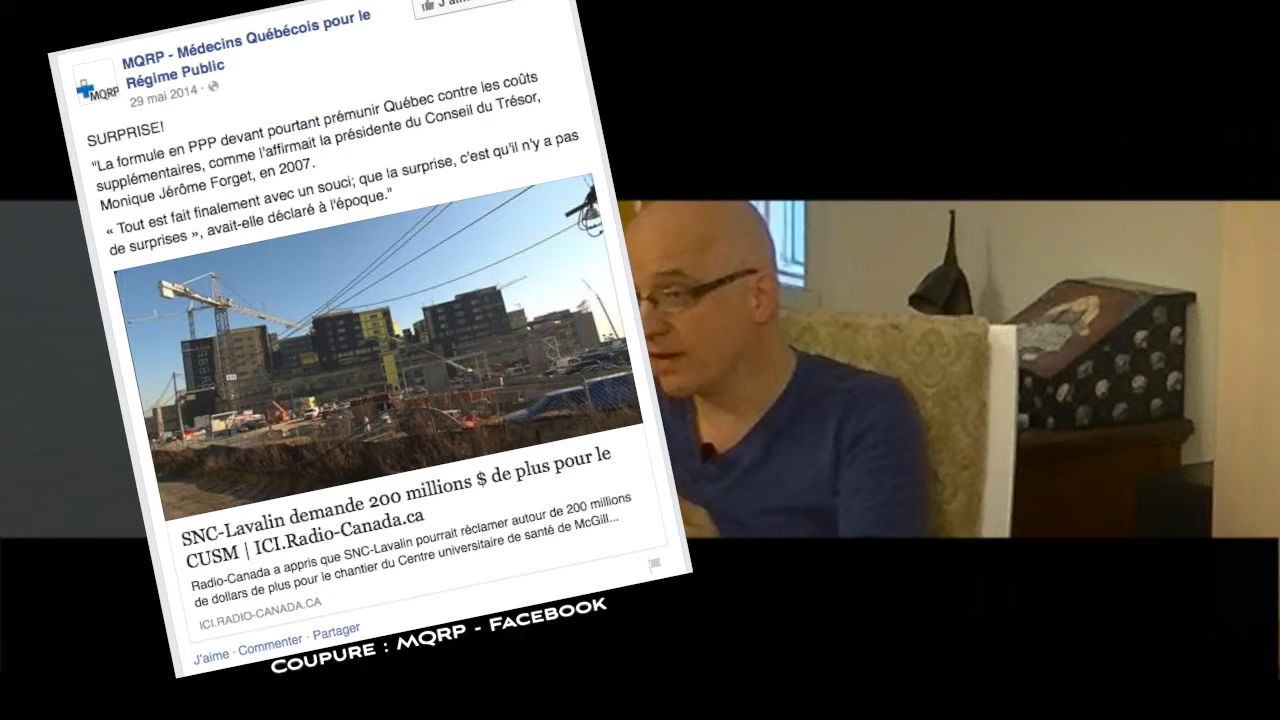 MQRP - Médecins Québécois pour le
Régime Public
29 mai 2014 ·
MQRP
SURPRISE!
"La formule en PPP devant pourtant prémunir Québec contre les coûts
supplémentaires, comme l'affirmait la présidente du Conseil du Trésor,
Monique Jérôme Forget, en 2007.
« Tout est fait finalement avec un souci; que la surprise, c'est qu'il n'y a pas
de surprises », avait-elle déclaré à l'époque."
SNC-Lavalin demande 200 millions $ de plus pour le
CUSM | ICI.Radio-Canada.ca
Radio-Canada a appris que SNC-Lavalin pourrait réclamer autour de 200 millions
de dollars de plus pour le chantier du Centre universitaire de santé de McGill...
ICI.RADIO-CANADA.CA
J'aime · Commenter · Partager
Coupure : MQRP - Facebook